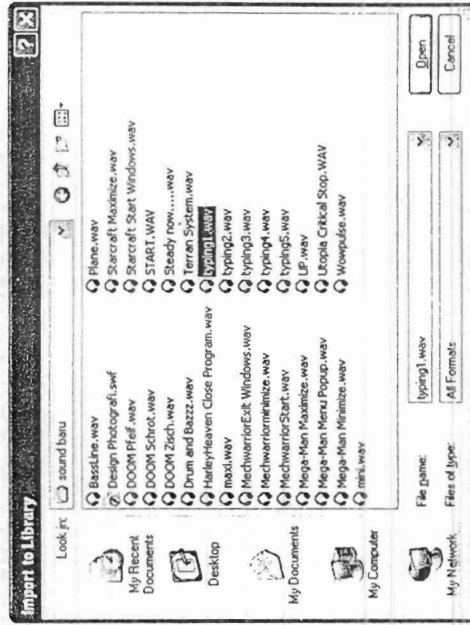 Import to Library
Look in:
sound baru
My Recent
Documents
Desktop
My Documents
My Computer
My Network...
BassLine.wav
Design Photografi.swf
DOOM Pfeif.wav
DOOM Schrot.wav
DOOM Zisch.wav
Drum and Bazzz.wav
HarleyHeaven Close Program.wav
maxi.wav
MechwarriorExit Windows.wav
Mechwarriorminimize.wav
MechwarriorStart.wav
Mega-Man Maximize.wav
Mega-Man Menu Popup.wav
Mega-Man Minimize.wav
mini.wav
Plane.wav
Starcraft Maximize.wav
Starcraft Start Windows.wav
START.WAV
Steady now.....wav
Terran System.wav
typing1.wav
typing2.wav
typing3.wav
typing4.wav
typing5.wav
UP.wav
Utopia Critical Stop.WAV
Wowpulse.wav
File name:
typing1.wav
Open
Files of type:
All Formats
Cancel